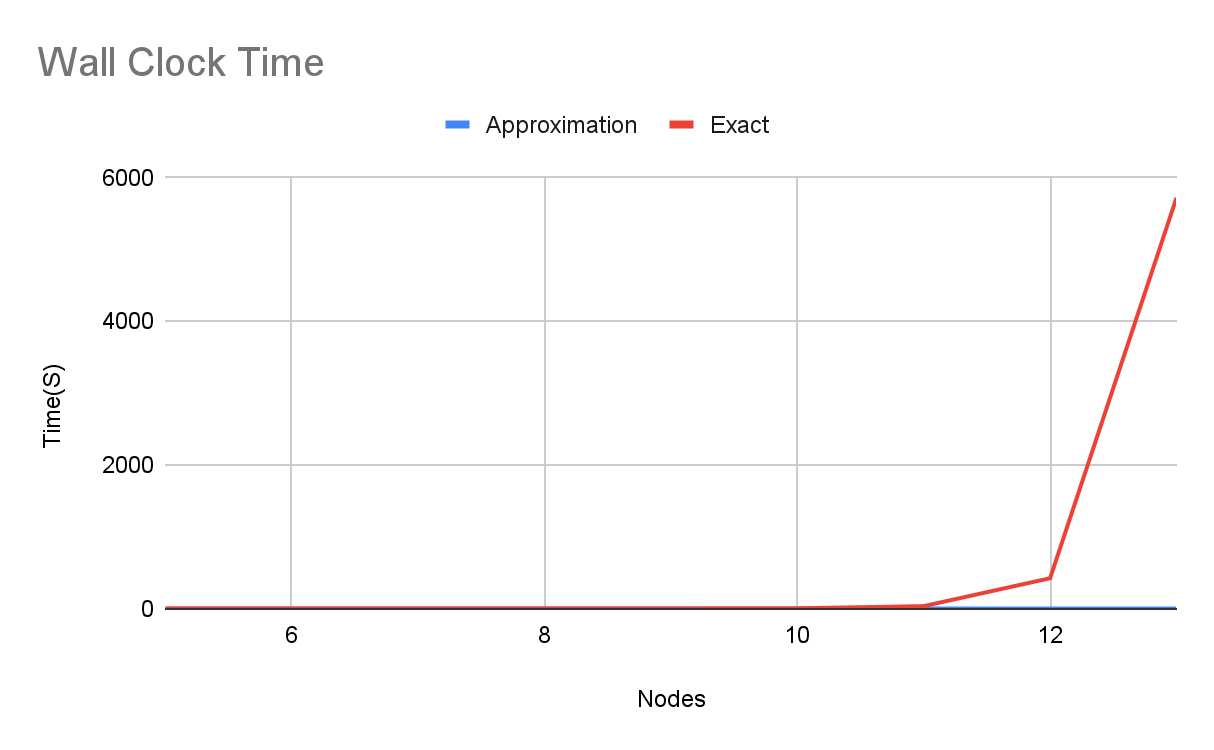 Wall Clock Time
Approximation Exact
6000
4000
2000
0
Time(S)
6 8 10 12
Nodes